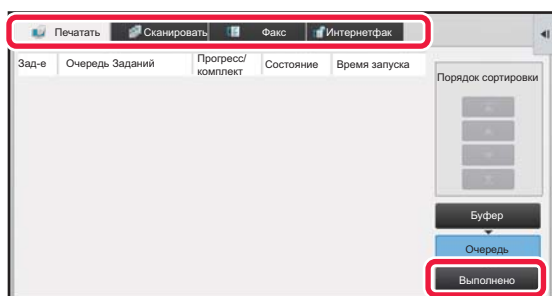 Печатать Сканировать Факс Интернетфак
Зад-е Очередь Заданий Прогресс/ комплект Состояние Время запуска
Порядок сортировки
Буфер
Очередь
Выполнено